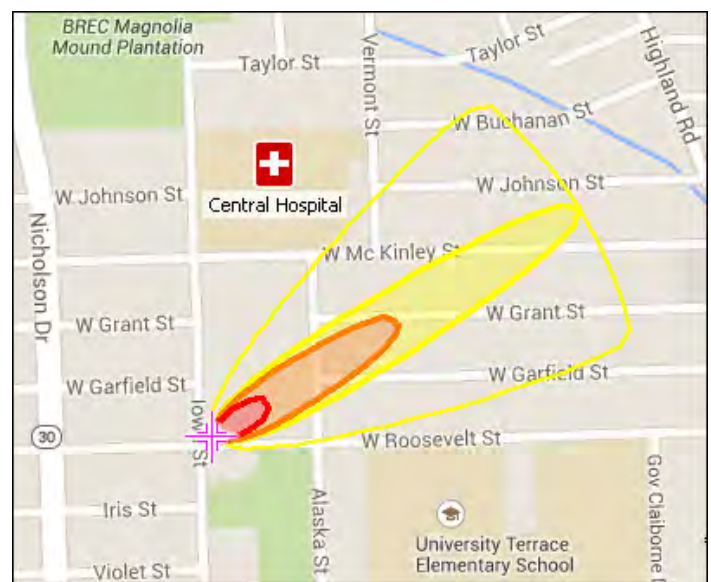 BREC Magnolia
Mound Plantation
Taylor St
Taylor St
Vermont St
Highland Rd
W Buchanan St
W Johnson St
W Johnson St
Central Hospital
Nicholson Dr
W Mc Kinley St
W Grant St
W Grant St
W Garfield St
W Garfield St
St
30
W Roosevelt St
Iris St
Alaska St
Gov Claiborne
University Terrace
Elementary School
Violet St